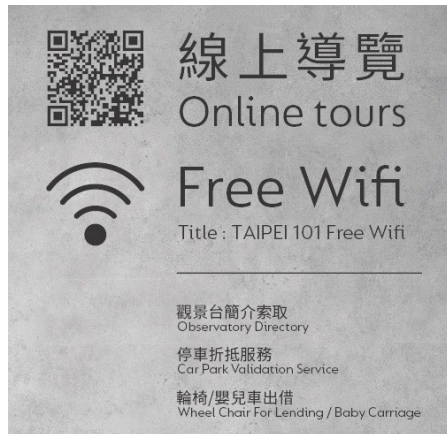 線上導覽
Online tours
Free Wifi
Title : TAIPEI 101 Free Wifi
觀景台簡介索取
Observatory Directory
停車折抵服務
Car Park Validation Service
輪椅/嬰兒車出借
Wheel Chair For Lending / Baby Carriage